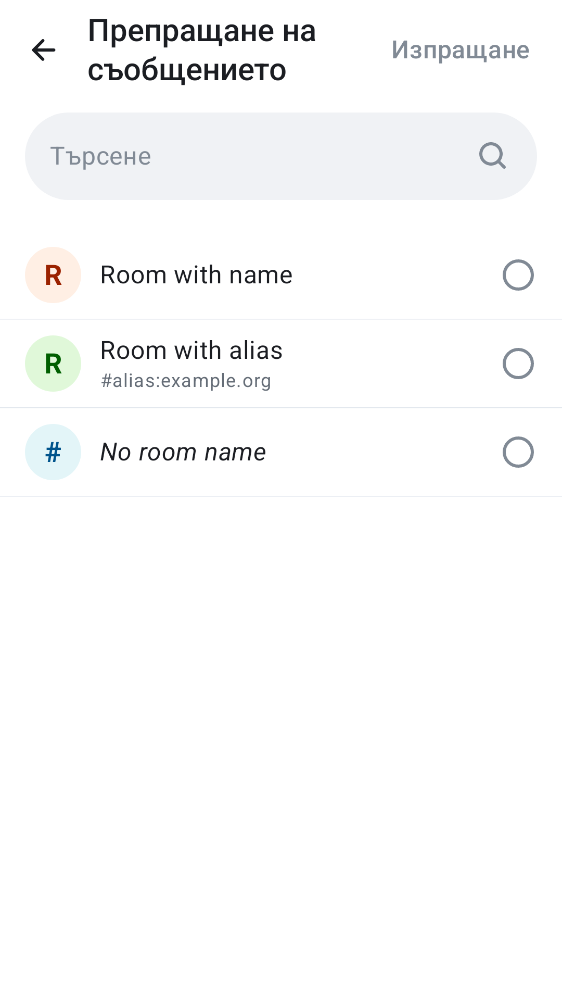 Препращане на
съобщението
Изпращане
Търсене
R
Room with name
R
Room with alias
#alias:example.org
#
No room name